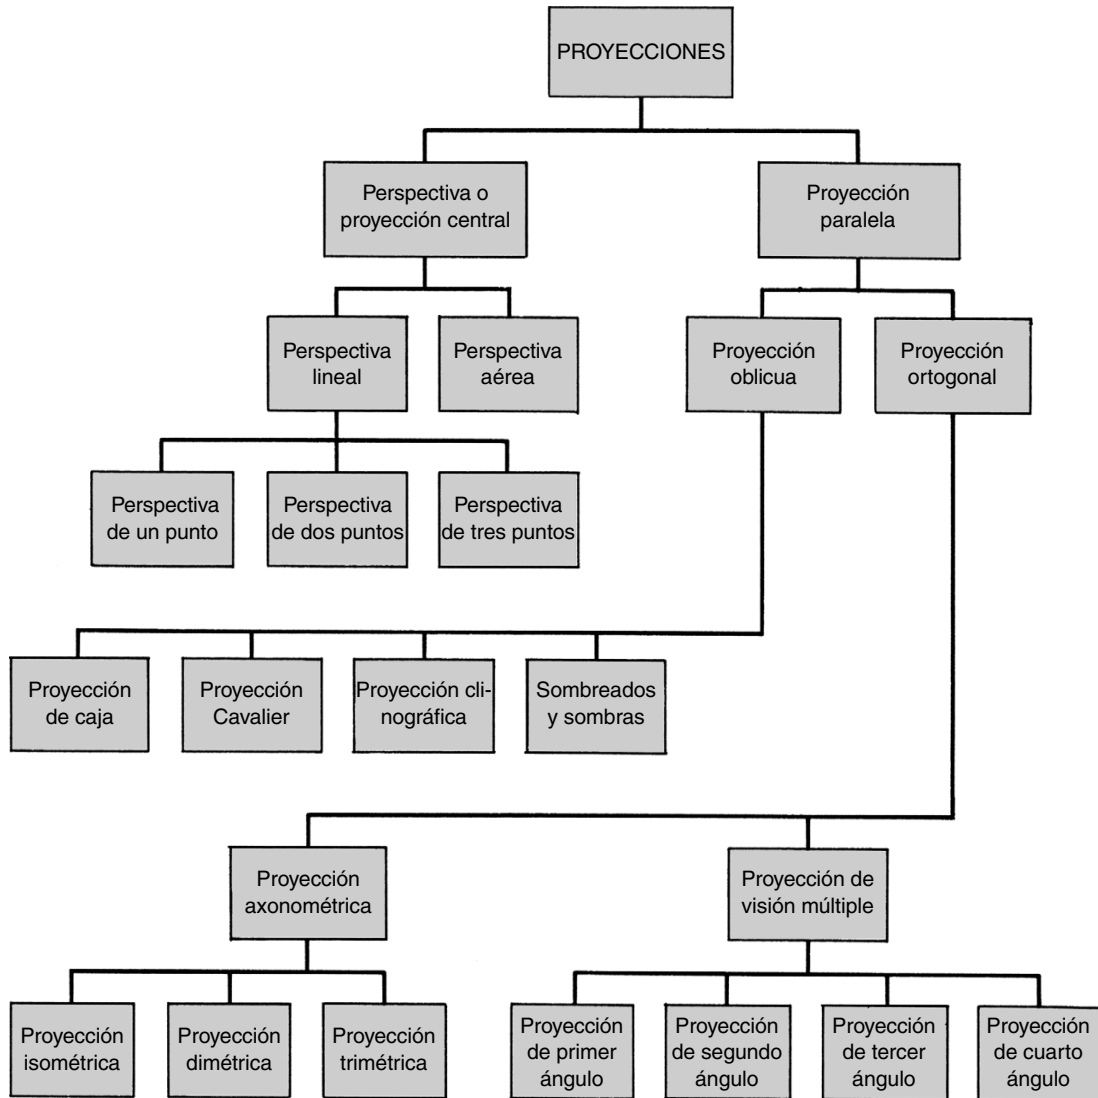 PROYECCIONES
Perspectiva o
proyección central
Proyección
paralela
Perspectiva
lineal
Perspectiva
aérea
Proyección
oblicua
Proyección
ortogonal
Perspectiva
de un punto
Perspectiva
de dos puntos
Perspectiva
de tres puntos
Proyección
de caja
Proyección
Cavalier
Proyección cli-
nográfica
Sombreados
y sombras
Proyección
axonométrica
Proyección de
visión múltiple
Proyección
isométrica
Proyección
dimétrica
Proyección
trimétrica
Proyección
de primer
ángulo
Proyección
de segundo
ángulo
Proyección
de tercer
ángulo
Proyección
de cuarto
ángulo